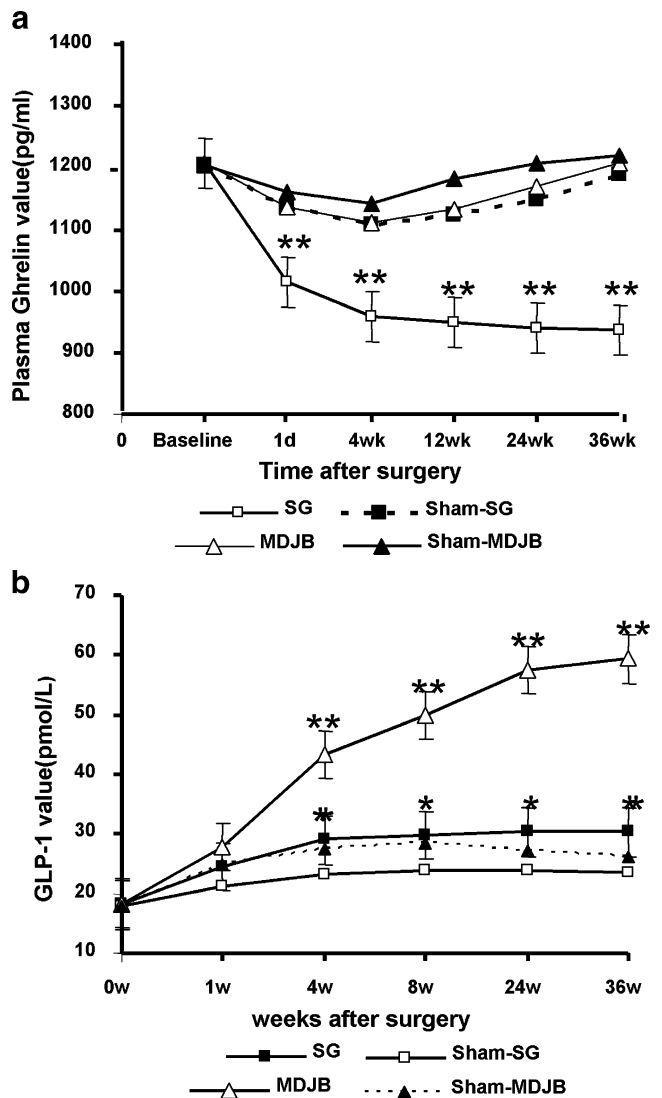 a
1400
1300
1200
1100
1000
900
800
Plasma Ghrelin value(pg/ml)
** ** ** ** **
0 Baseline 1d 4wk 12wk 24wk 36wk
Time after surgery
SG Sham-SG
MDJB Sham-MDJB
b
70
60
50
40
30
20
10
GLP-1 value(pmol/L)
** ** ** **
** * * **
0w 1w 4w 8w 24w 36w
weeks after surgery
SG Sham-SG
MDJB Sham-MDJB